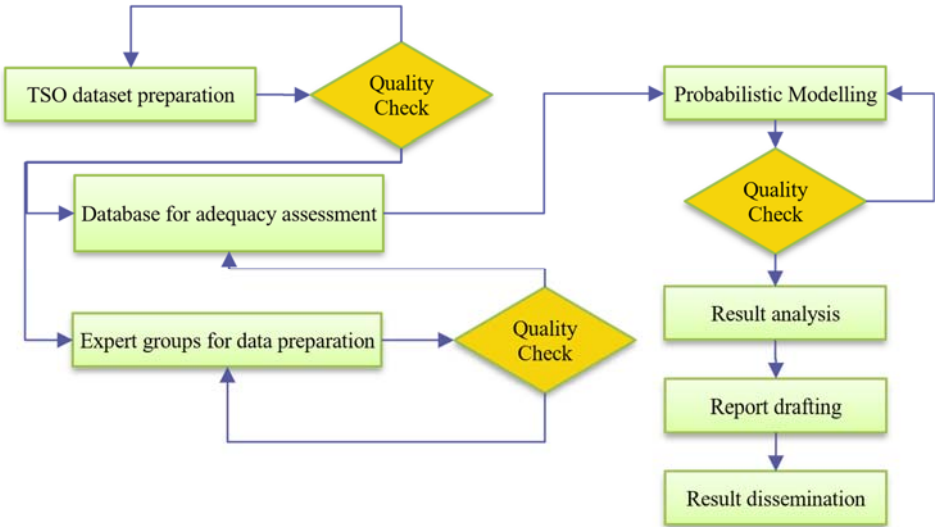 TSO dataset preparation
Quality
Check
Probabilistic Modelling
Quality
Check
Database for adequacy assessment
Expert groups for data preparation
Quality
Check
Result analysis
Report drafting
Result dissemination